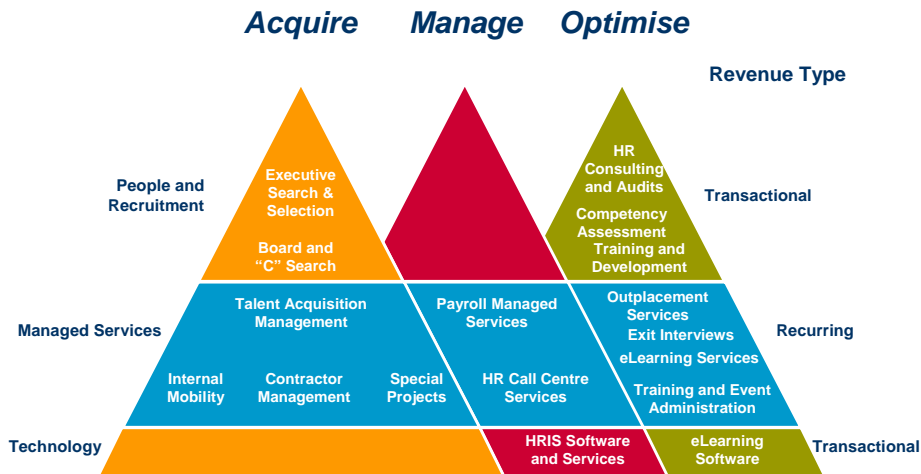 Acquire Manage Optimise
Revenue Type
People and
Recruitment
Executive
Search &
Selection
Board and
“C” Search
HR
Consulting
and Audits
Competency
Assessment
Training and
Development
Transactional
Managed Services
Talent Acquisition
Management
Internal
Mobility
Contractor
Management
Special
Projects
Payroll Managed
Services
HR Call Centre
Services
Outplacement
Services
Exit Interviews
eLearning Services
Training and Event
Administration
Recurring
Technology
HRIS Software
and Services
eLearning
Software
Transactional